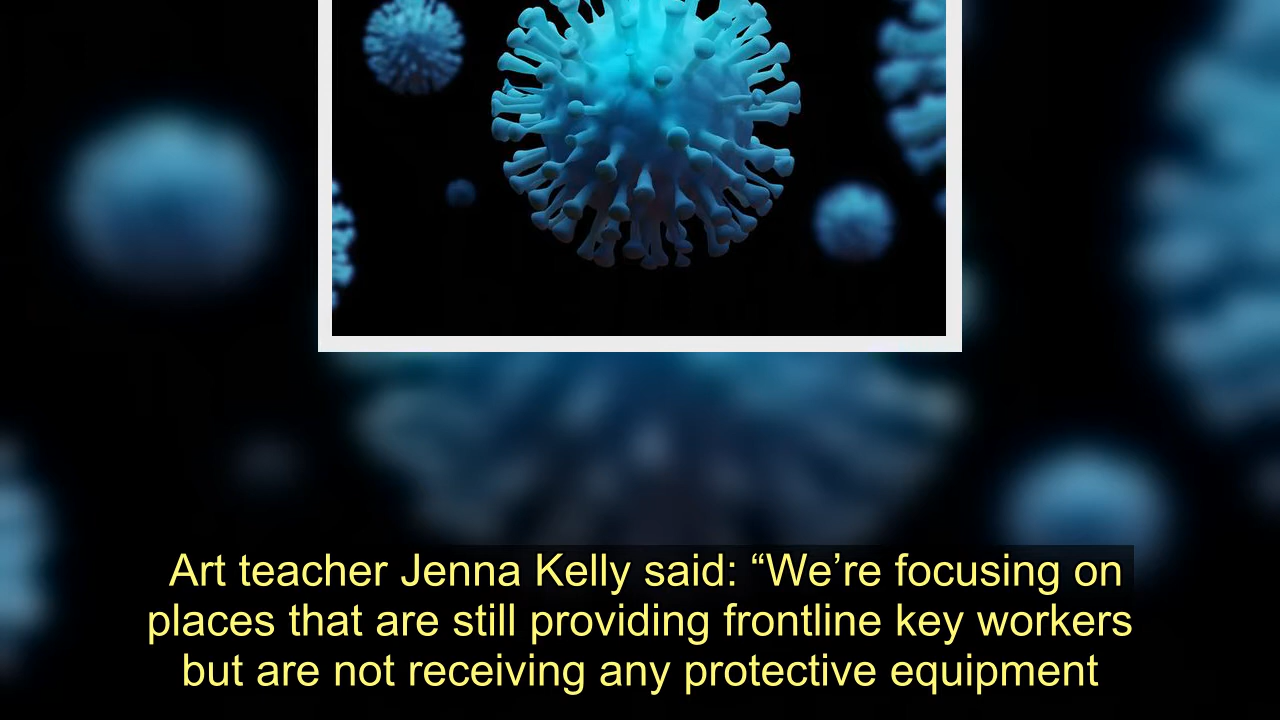 Art teacher Jenna Kelly said: “We’re focusing on
places that are still providing frontline key workers
but are not receiving any protective equipment